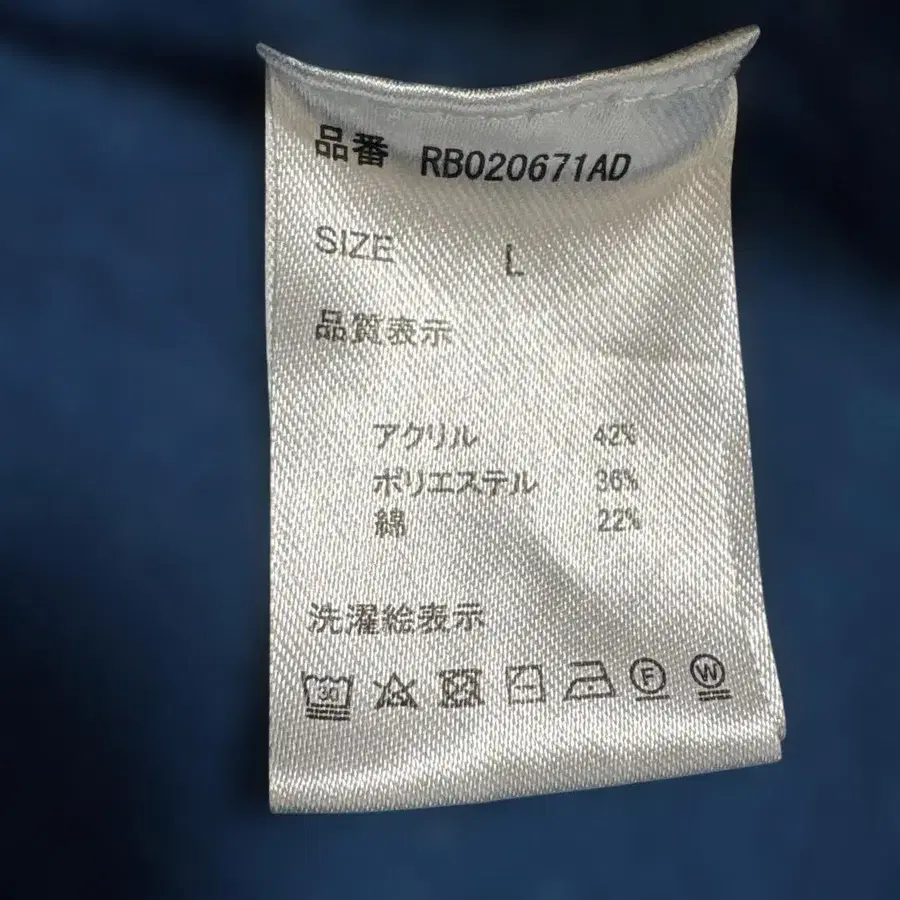 品番 RB020671AD
SIZE L
品質表示
アクリル 42%
ポリエステル 36%
綿 22%
洗濯絵表示
30 F W